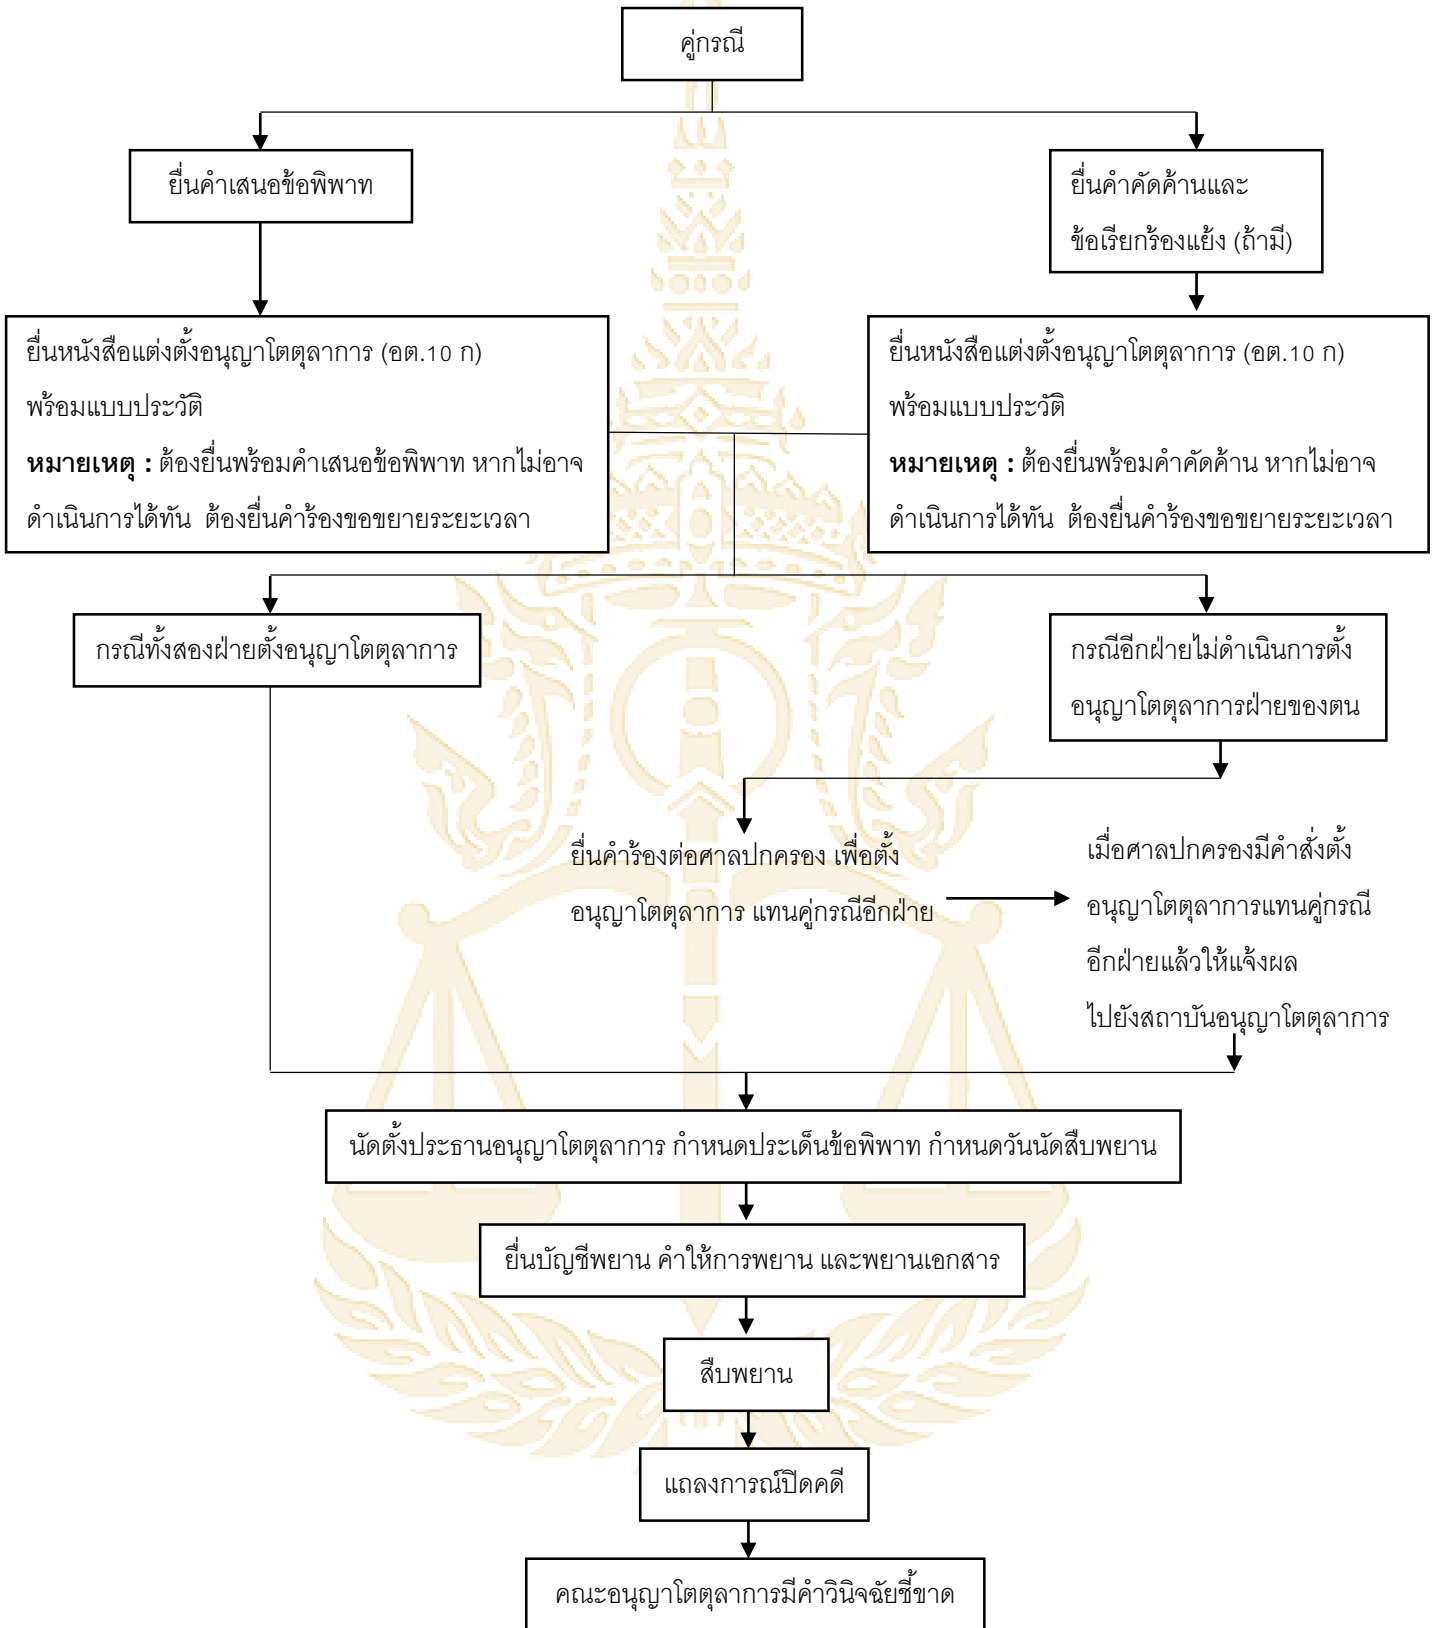 คู่กรณี
ยื่นคำเสนอข้อพิพาท
ยื่นคำคัดค้านและ
ข้อเรียกร้องแย้ง (ถ้ามี)
ยื่นหนังสือแต่งตั้งอนุญาโตตุลาการ (อต.10 ก)
พร้อมแบบประวัติ
หมายเหตุ : ต้องยื่นพร้อมคำเสนอข้อพิพาท หากไม่อาจ
ดำเนินการได้ทัน ต้องยื่นคำร้องขอขยายระยะเวลา
ยื่นหนังสือแต่งตั้งอนุญาโตตุลาการ (อต.10 ก)
พร้อมแบบประวัติ
หมายเหตุ : ต้องยื่นพร้อมคำคัดค้าน หากไม่อาจ
ดำเนินการได้ทัน ต้องยื่นคำร้องขอขยายระยะเวลา
กรณีทั้งสองฝ่ายตั้งอนุญาโตตุลาการ
กรณีอีกฝ่ายไม่ดำเนินการตั้ง
อนุญาโตตุลาการฝ่ายของตน
ยื่นคำร้องต่อศาลปกครอง เพื่อตั้ง
อนุญาโตตุลาการ แทนคู่กรณีอีกฝ่าย
เมื่อศาลปกครองมีคำสั่งตั้ง
อนุญาโตตุลาการแทนคู่กรณี
อีกฝ่ายแล้วให้แจ้งผล
ไปยังสถาบันอนุญาโตตุลาการ
นัดตั้งประธานอนุญาโตตุลาการ กำหนดประเด็นข้อพิพาท กำหนดวันนัดสืบพยาน
ยื่นบัญชีพยาน คำให้การพยาน และพยานเอกสาร
สืบพยาน
แถลงการณ์ปิดคดี
คณะอนุญาโตตุลาการมีคำวินิจฉัยชี้ขาด